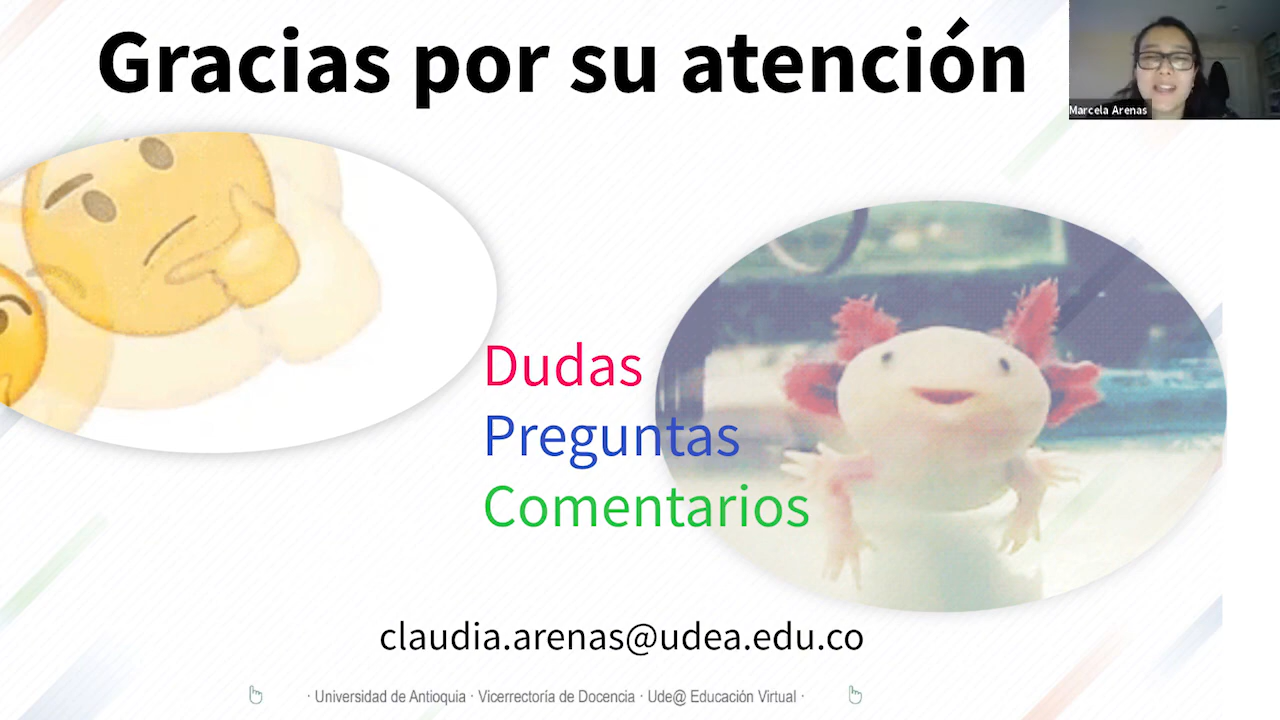 Gracias por su atención
Marcela Arenas
Dudas
Preguntas
Comentarios
claudia.arenas@udea.edu.co
· Universidad de Antioquia · Vicerrectoría de Docencia · Ude@ Educación Virtual ·